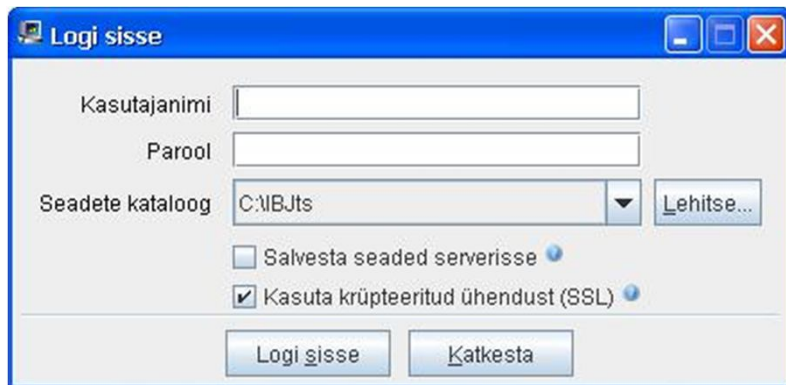 Logi sisse
Kasutajanimi
Parool
Seadete kataloog C:\IBJts Lehitse...
Salvesta seaded serverisse
Kasuta krüpteeritud ühendust (SSL)
Logi sisse Katkesta